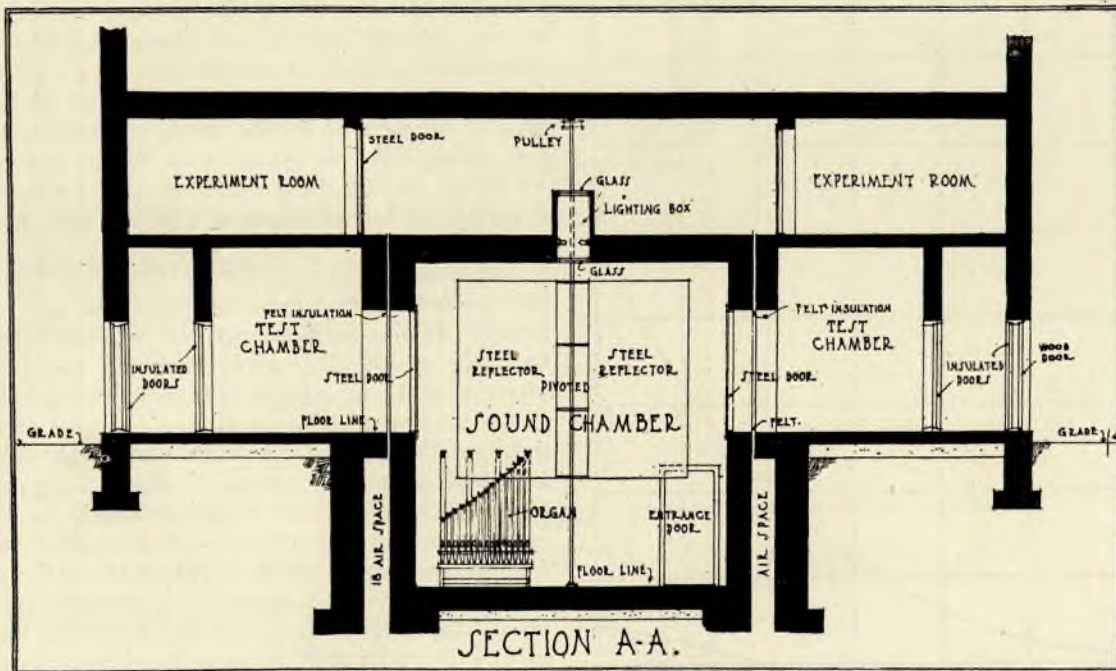 STEEL DOOR
PULLEY
EXPERIMENT ROOM
GLASS
LIGHTING BOX
EXPERIMENT ROOM
GLASS
FELT INSULATION
TEST
CHAMBER
FELT INSULATION
TEST
CHAMBER
STEEL
REFLECTOR
STEEL
REFLECTOR
INSULATED
DOORS
STEEL DOOR
PIVOTED
STEEL DOOR
INSULATED
DOORS
WOOD
DOOR
FLOOR LINE
SOUND CHAMBER
FELT.
GRADE
GRADE
ORGAN
ENTRANCE
DOOR
18 AIR SPACE
AIR SPACE
FLOOR LINE
SECTION A-A.